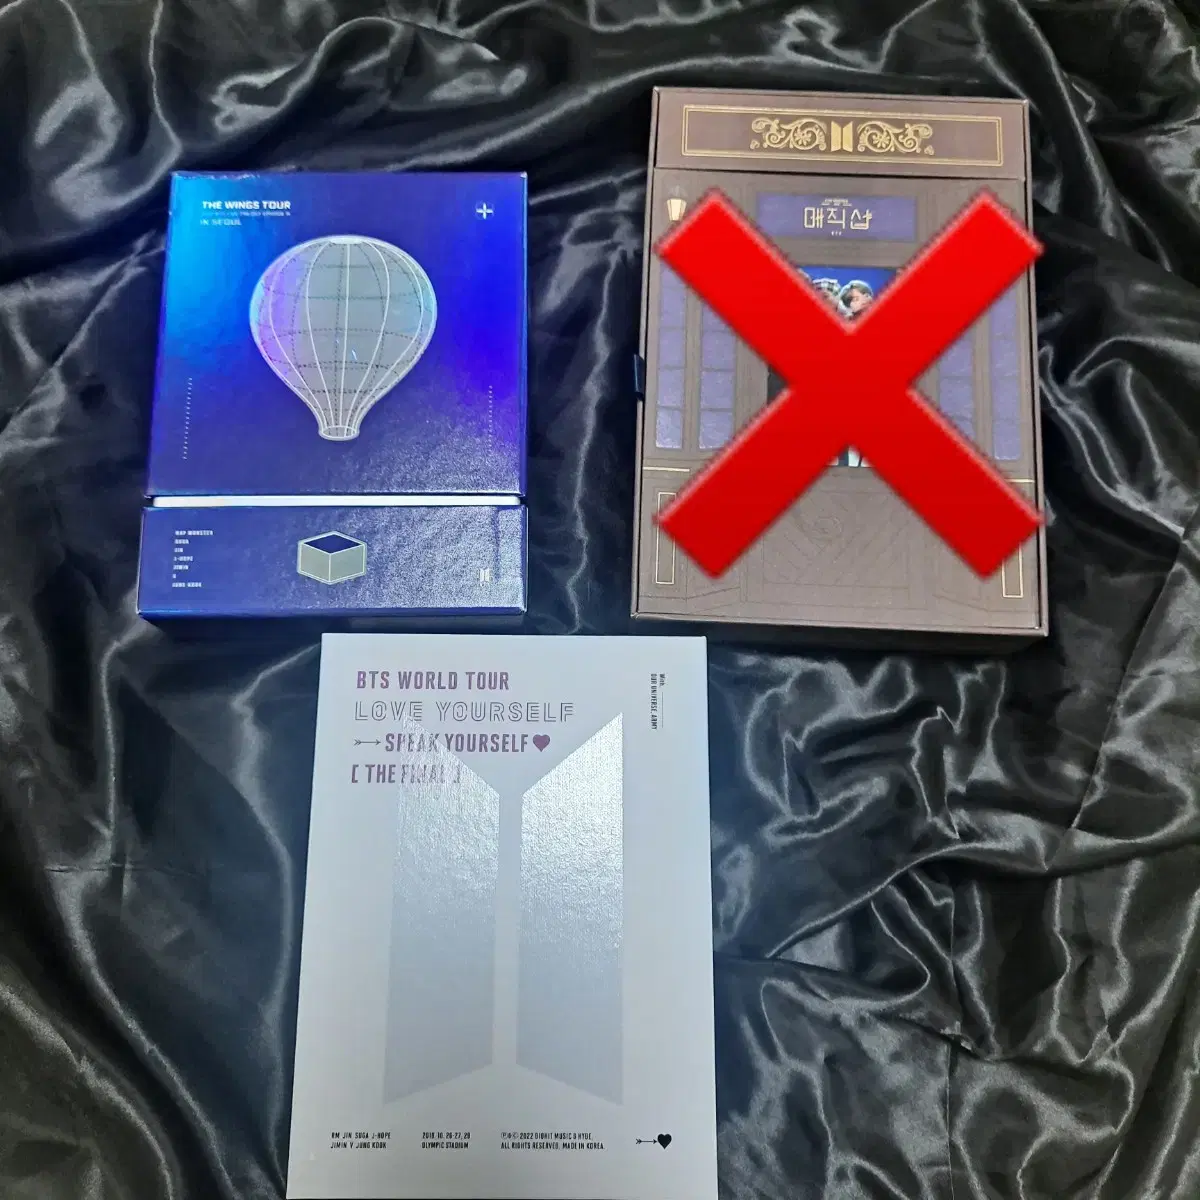 THE WINGS TOUR
IN SEOUL
RAP MONSTER
SUGA
JIN
J-HOPE
JIMIN
V
JUNG KOOK
매직샵
BTS
BTS WORLD TOUR
LOVE YOURSELF
SPEAK YOURSELF
[ THE FINAL ]
With,
OUR UNIVERSE, ARMY
RM JIN SUGA J-HOPE
JIMIN V JUNG KOOK
2019. 10. 26-27, 29
OLYMPIC STADIUM
℗&© 2022 BIGHIT MUSIC & HYBE.
ALL RIGHTS RESERVED. MADE IN KOREA.